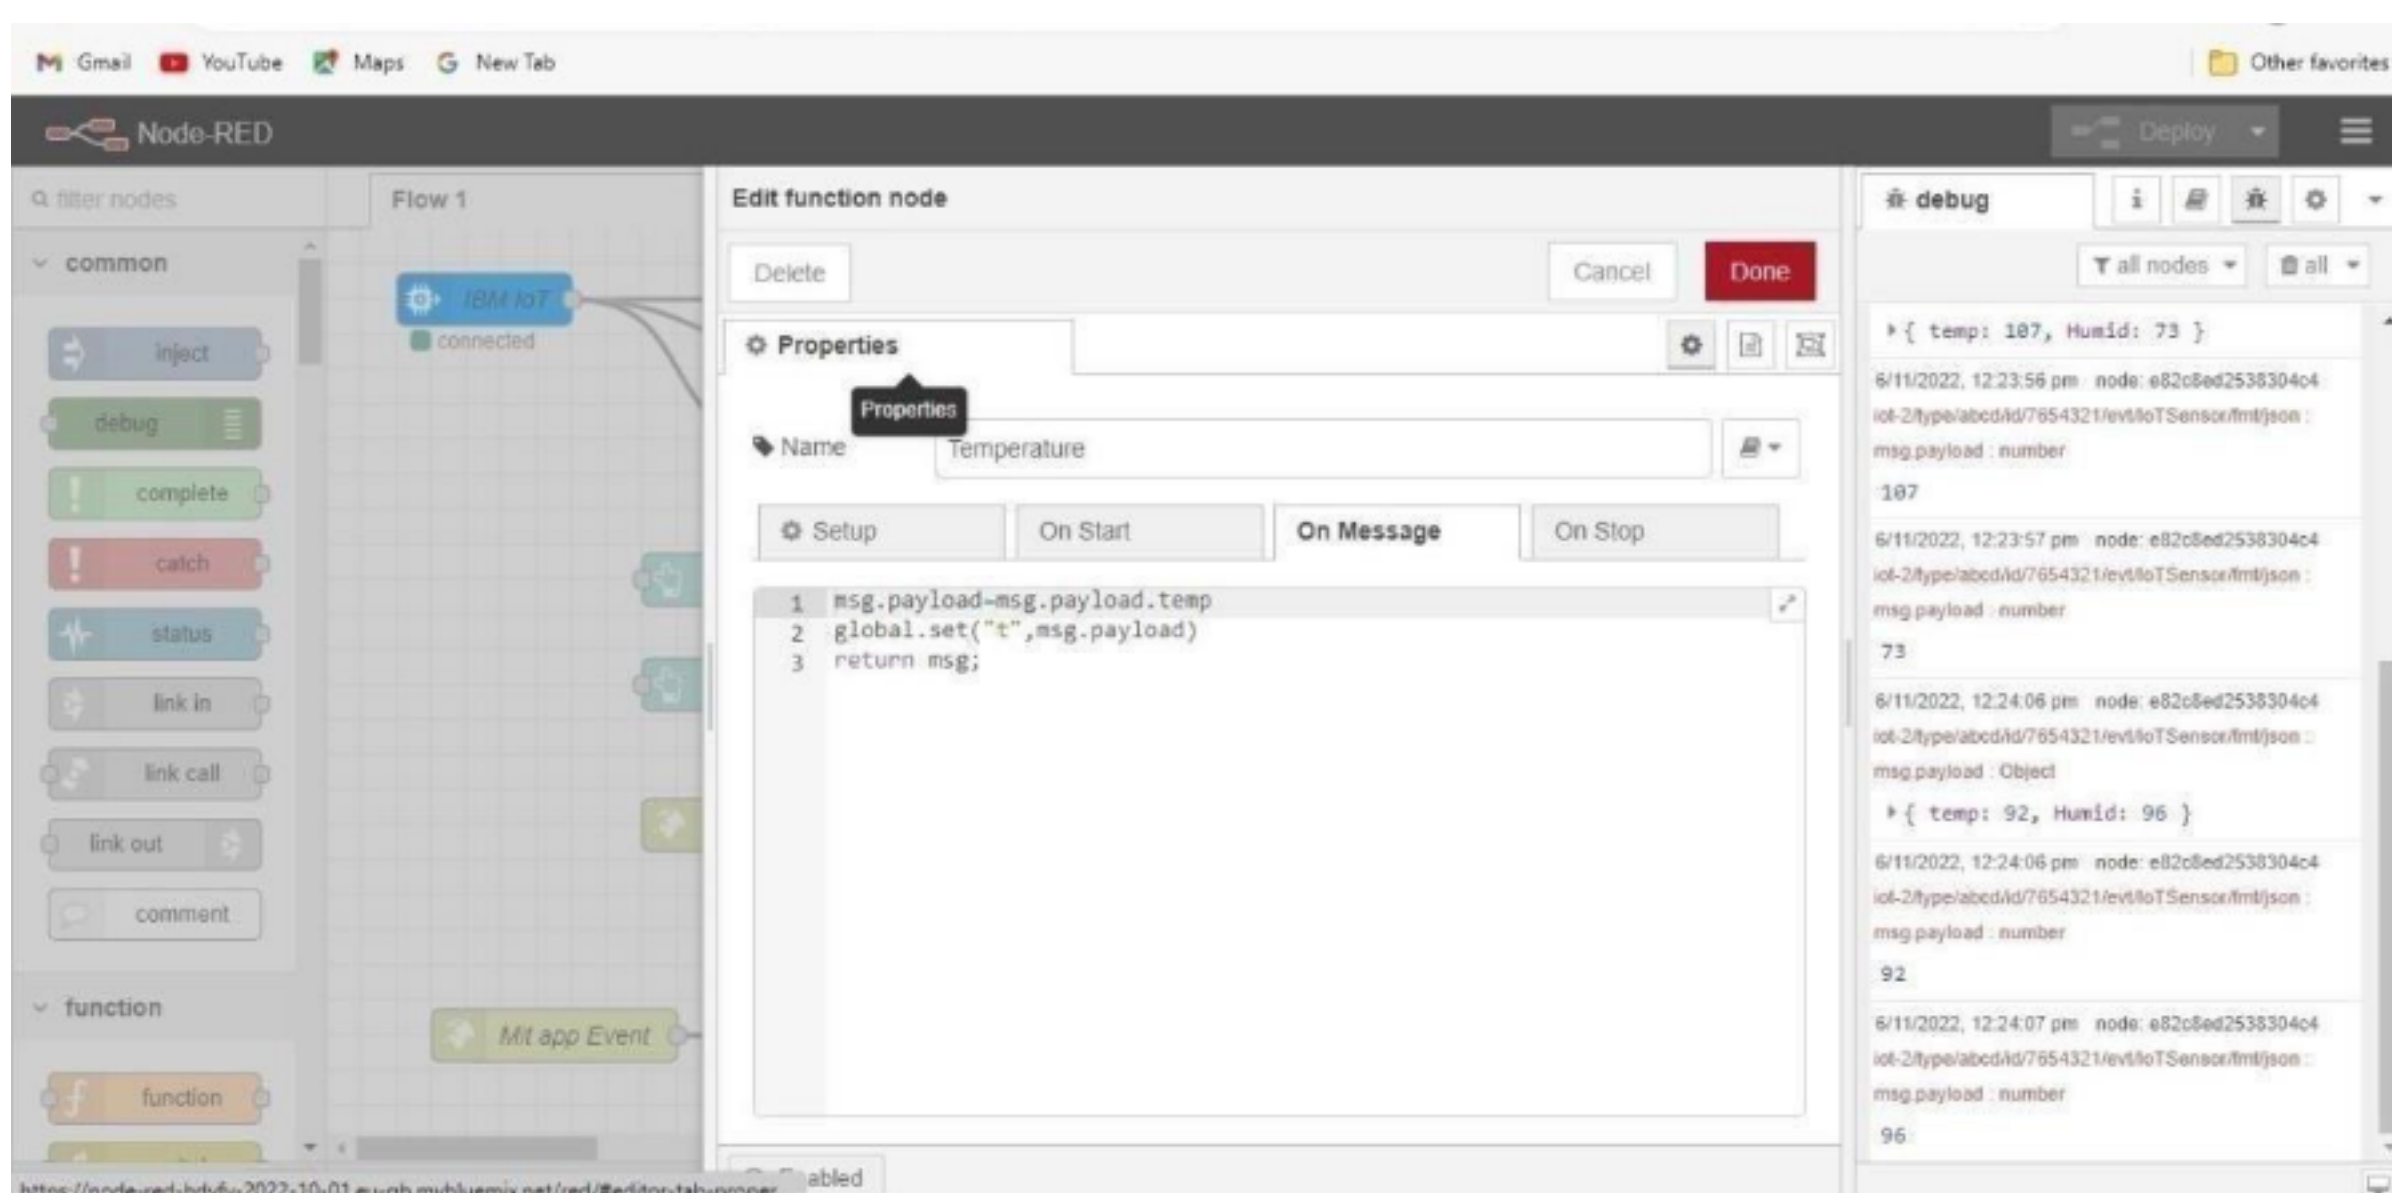 Gmail YouTube Maps New Tab Other favorites
Node-RED Deploy
filter nodes
Flow 1
Edit function node
debug
common
Delete Cancel Done
all nodes all
IBM IoT
connected
inject
debug
complete
catch
status
link in
link call
link out
comment
function
function
Mit app Event
Properties
Properties
Name Temperature
Setup On Start On Message On Stop
1 msg.payload=msg.payload.temp
2 global.set("t",msg.payload)
3 return msg;
Enabled
{ temp: 107, Humid: 73 }
6/11/2022, 12:23:56 pm node: e82c8ed2538304c4
iot-2/type/abcd/id/7654321/evt/IoTSensor/fmt/json :
msg.payload : number
107
6/11/2022, 12:23:57 pm node: e82c8ed2538304c4
iot-2/type/abcd/id/7654321/evt/IoTSensor/fmt/json :
msg.payload : number
73
6/11/2022, 12:24:06 pm node: e82c8ed2538304c4
iot-2/type/abcd/id/7654321/evt/IoTSensor/fmt/json :
msg.payload : Object
{ temp: 92, Humid: 96 }
6/11/2022, 12:24:06 pm node: e82c8ed2538304c4
iot-2/type/abcd/id/7654321/evt/IoTSensor/fmt/json :
msg.payload : number
92
6/11/2022, 12:24:07 pm node: e82c8ed2538304c4
iot-2/type/abcd/id/7654321/evt/IoTSensor/fmt/json :
msg.payload : number
96